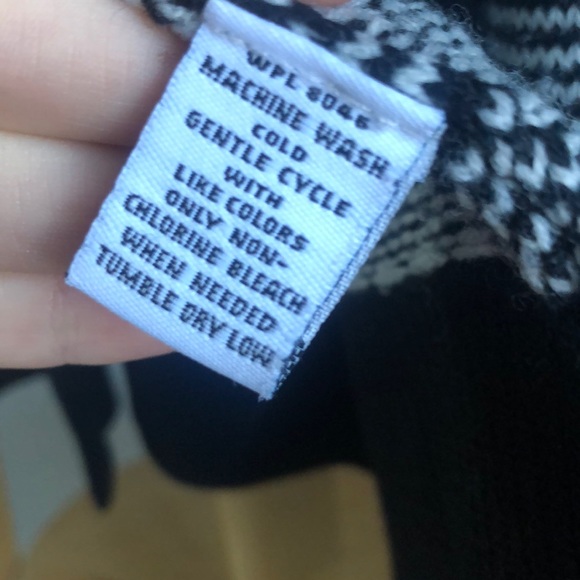 WPL 8046
MACHINE WASH
COLD
GENTLE CYCLE
WITH
LIKE COLORS
ONLY NON-
CHLORINE BLEACH
WHEN NEEDED
TUMBLE DRY LOW